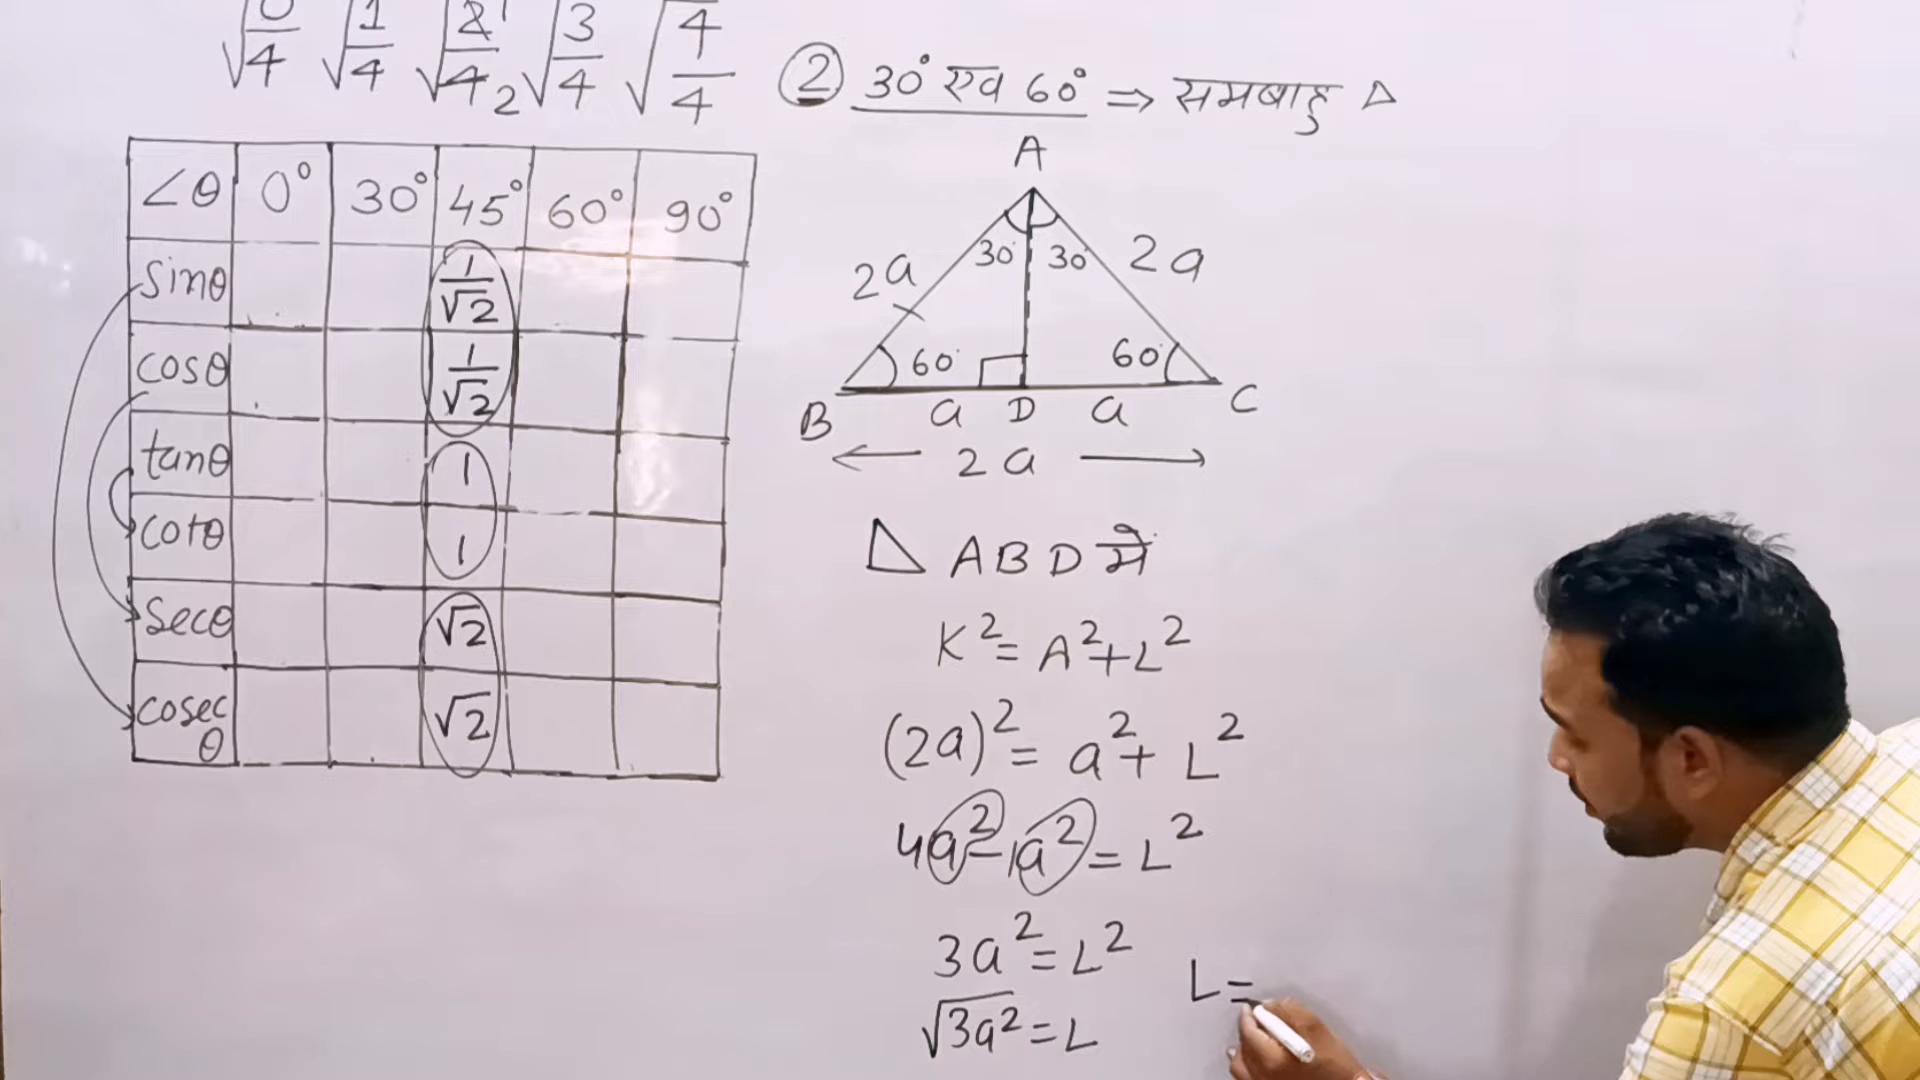 √0/4 √1/4 √2/4 1 2 √3/4 √4/4
② 30° एव 60° ⇒ समबाहु Δ
∠θ 0° 30° 45° 60° 90°
sinθ 1/√2
cosθ 1/√2
tanθ 1
cotθ 1
secθ √2
cosec θ √2
A
30° 30°
2a 2a
60° 60°
B a D a C
← 2a →
△ ABD मे
K² = A² + L²
(2a)² = a² + L²
4a² - 1a² = L²
3a² = L²
√3a² = L
L =